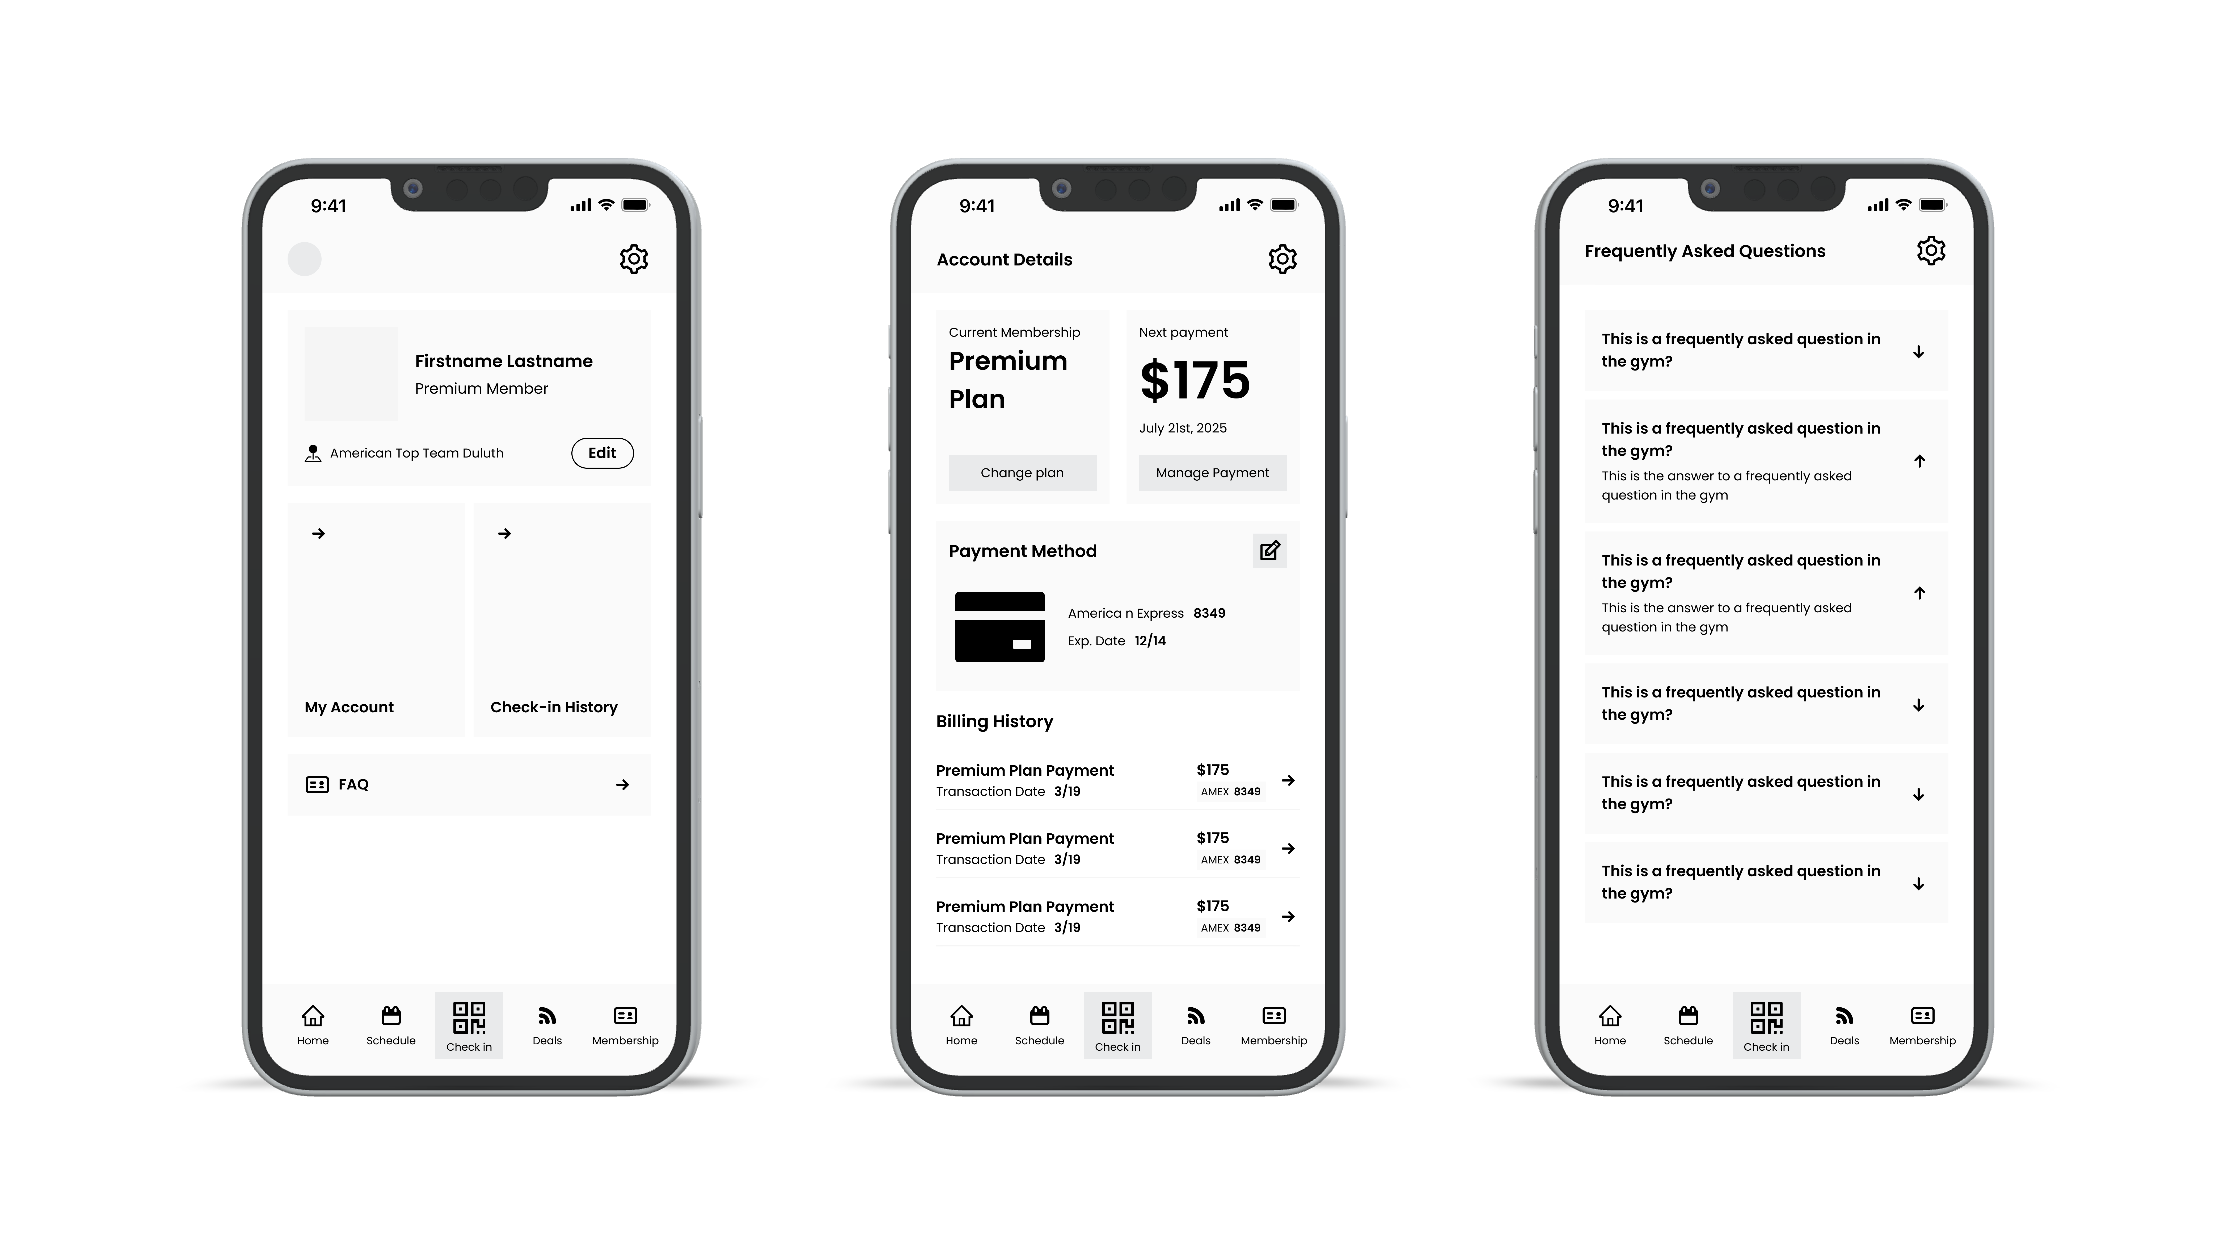 9:41
Firstname Lastname
Premium Member
American Top Team Duluth
Edit
My Account
Check-in History
FAQ
Home
Schedule
Check in
Deals
Membership
9:41
Account Details
Current Membership
Premium
Plan
Change plan
Next payment
$175
July 21st, 2025
Manage Payment
Payment Method
America n Express 8349
Exp. Date 12/14
Billing History
Premium Plan Payment
$175
Transaction Date 3/19
AMEX 8349
Premium Plan Payment
$175
Transaction Date 3/19
AMEX 8349
Premium Plan Payment
$175
Transaction Date 3/19
AMEX 8349
Home
Schedule
Check in
Deals
Membership
9:41
Frequently Asked Questions
This is a frequently asked question in
the gym?
This is a frequently asked question in
the gym?
This is the answer to a frequently asked
question in the gym
This is a frequently asked question in
the gym?
This is the answer to a frequently asked
question in the gym
This is a frequently asked question in
the gym?
This is a frequently asked question in
the gym?
This is a frequently asked question in
the gym?
Home
Schedule
Check in
Deals
Membership